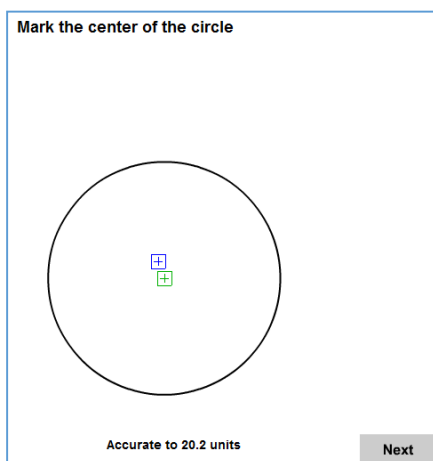 Mark the center of the circle
Accurate to 20.2 units
Next